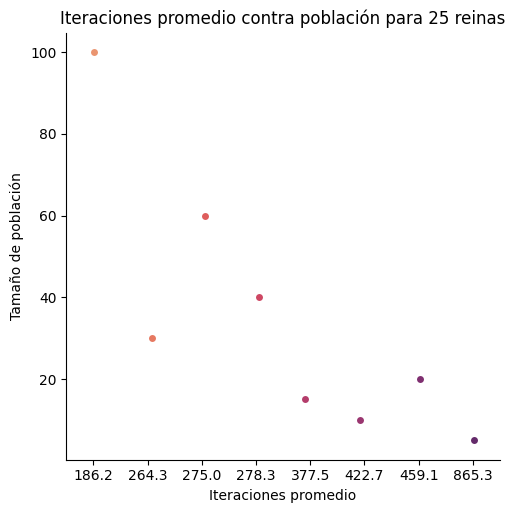 Iteraciones promedio contra población para 25 reinas
Tamaño de población
100
80
60
40
20
186.2 264.3 275.0 278.3 377.5 422.7 459.1 865.3
Iteraciones promedio